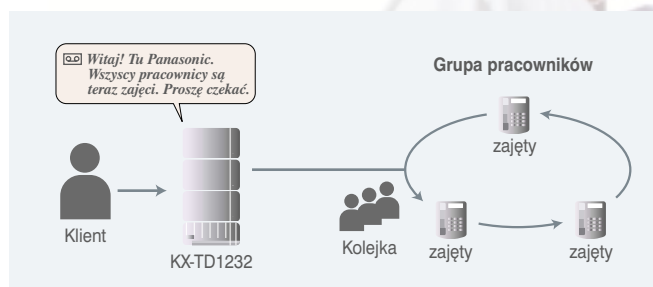 Witaj! Tu Panasonic.
Wszyscy pracownicy są
teraz zajęci. Proszę czekać.
Grupa pracowników
zajęty
Klient
KX-TD1232
Kolejka
zajęty
zajęty